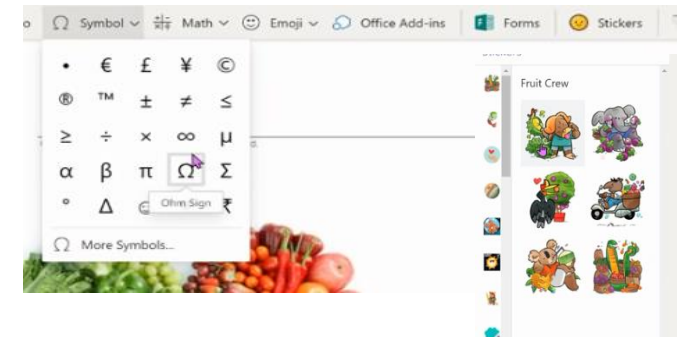 Symbol Math Emoji Office Add-ins Forms Stickers
• € £ ¥ ©
® ™ ± ≠ ≤
≥ ÷ × ∞ µ
α β π Ω Σ
° Δ ₹
Ohm Sign
Ω More Symbols...
Fruit Crew